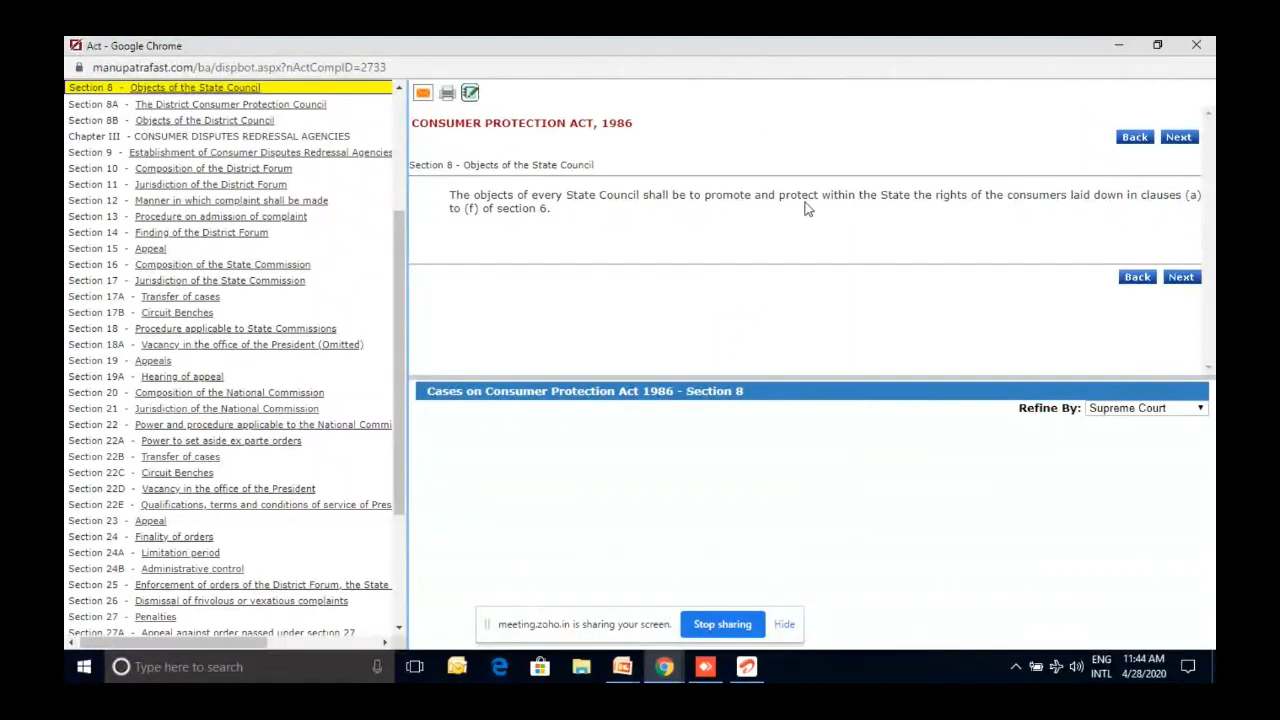 Act - Google Chrome
manupatrafast.com/ba/dispbot.aspx?nActCompID=2733
Section 8 - Objects of the State Council
Section 8A - The District Consumer Protection Council
Section 8B - Objects of the District Council
Chapter III - CONSUMER DISPUTES REDRESSAL AGENCIES
Section 9 - Establishment of Consumer Disputes Redressal Agencies
Section 10 - Composition of the District Forum
Section 11 - Jurisdiction of the District Forum
Section 12 - Manner in which complaint shall be made
Section 13 - Procedure on admission of complaint
Section 14 - Finding of the District Forum
Section 15 - Appeal
Section 16 - Composition of the State Commission
Section 17 - Jurisdiction of the State Commission
Section 17A - Transfer of cases
Section 17B - Circuit Benches
Section 18 - Procedure applicable to State Commissions
Section 18A - Vacancy in the office of the President (Omitted)
Section 19 - Appeals
Section 19A - Hearing of appeal
Section 20 - Composition of the National Commission
Section 21 - Jurisdiction of the National Commission
Section 22 - Power and procedure applicable to the National Commi
Section 22A - Power to set aside ex parte orders
Section 22B - Transfer of cases
Section 22C - Circuit Benches
Section 22D - Vacancy in the office of the President
Section 22E - Qualifications, terms and conditions of service of Pres
Section 23 - Appeal
Section 24 - Finality of orders
Section 24A - Limitation period
Section 24B - Administrative control
Section 25 - Enforcement of orders of the District Forum, the State
Section 26 - Dismissal of frivolous or vexatious complaints
Section 27 - Penalties
Section 27A - Appeal against order passed under section 27
CONSUMER PROTECTION ACT, 1986
Back Next
Section 8 - Objects of the State Council
The objects of every State Council shall be to promote and protect within the State the rights of the consumers laid down in clauses (a)
to (f) of section 6.
Back Next
Cases on Consumer Protection Act 1986 - Section 8
Refine By: Supreme Court
meeting.zoho.in is sharing your screen. Stop sharing Hide
Type here to search
ENG 11:44 AM
INTL 4/28/2020